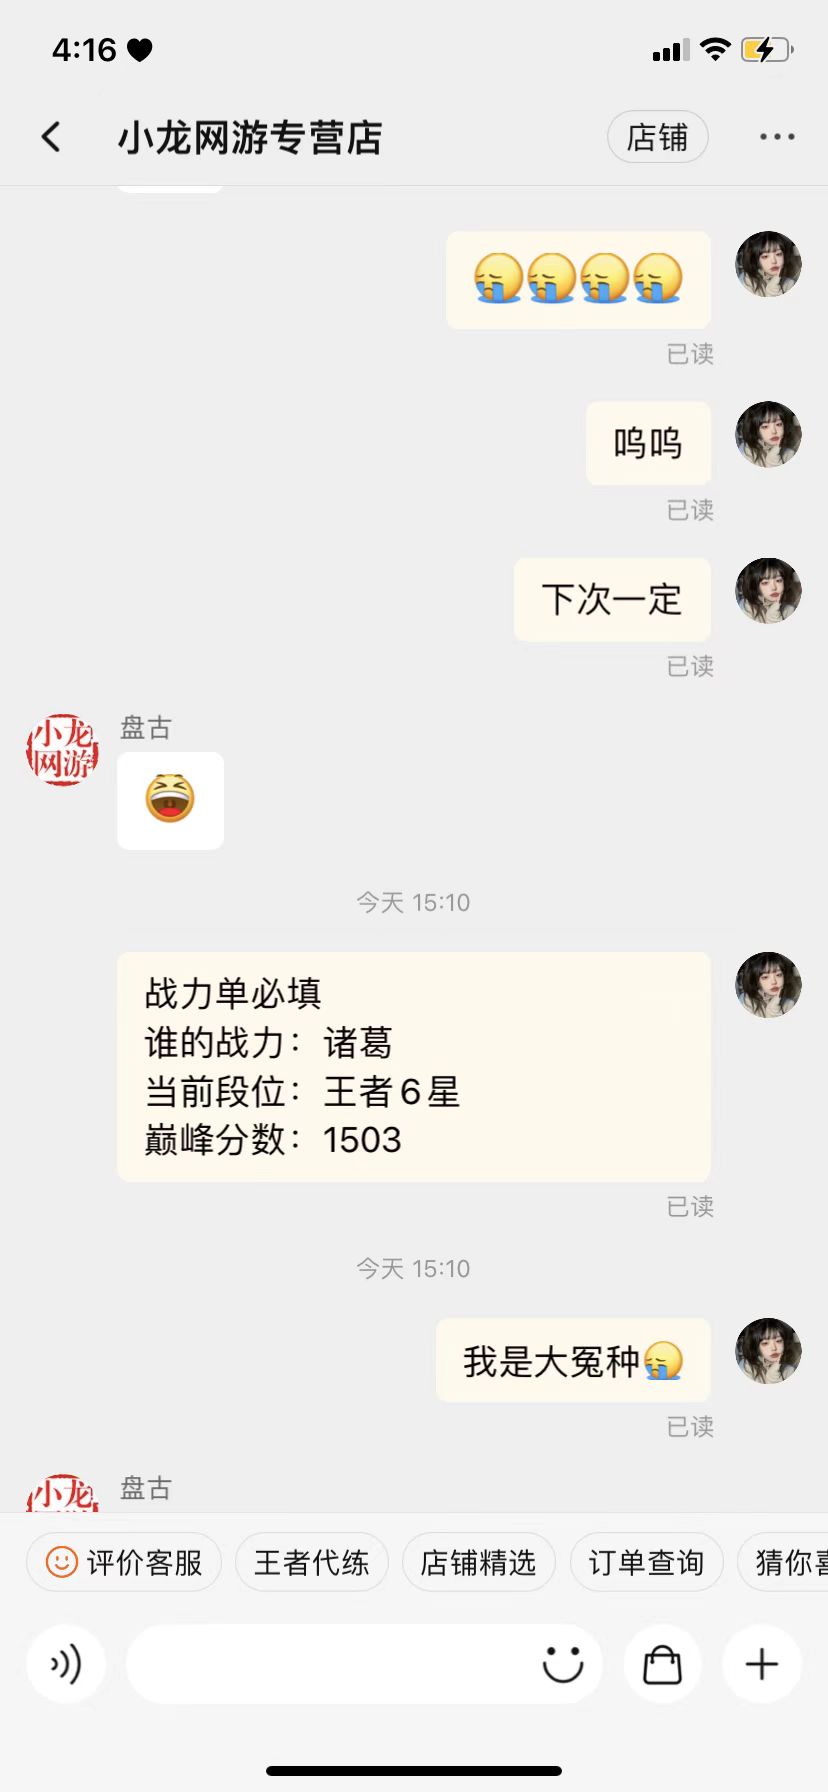 4:16
小龙网游专营店
店铺
已读
呜呜
已读
下次一定
已读
小龙
网游
盘古
今天 15:10
战力单必填
谁的战力：诸葛
当前段位：王者6星
巅峰分数：1503
已读
今天 15:10
我是大冤种
已读
小龙
盘古
评价客服
王者代练
店铺精选
订单查询
猜你喜